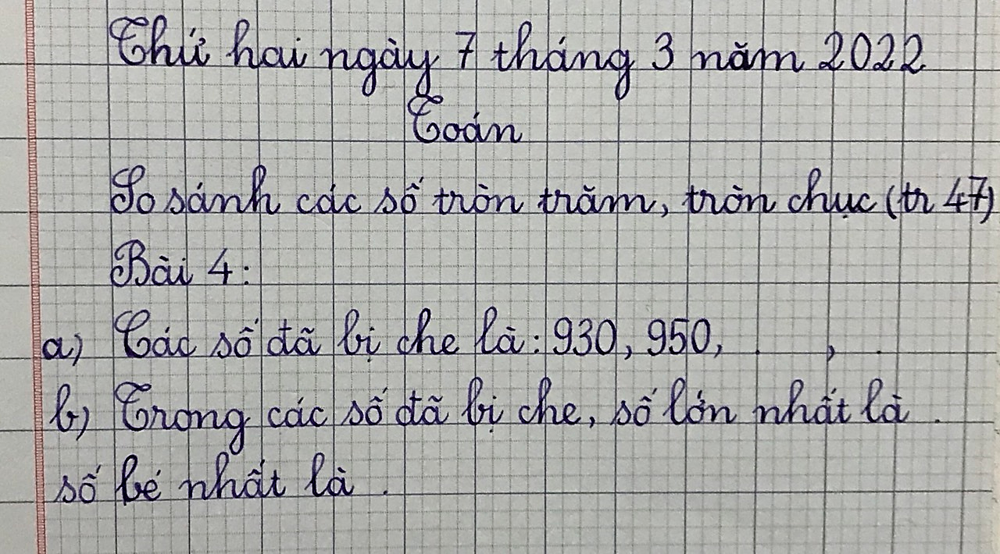 Thứ hai ngày 7 tháng 3 năm 2022
Toán
So sánh các số tròn trăm, tròn chục (tr 47)
Bài 4:
a) Các số đã bị che là: 930, 950, . , .
b) Trong các số đã bị che, số lớn nhất là .
số bé nhất là .